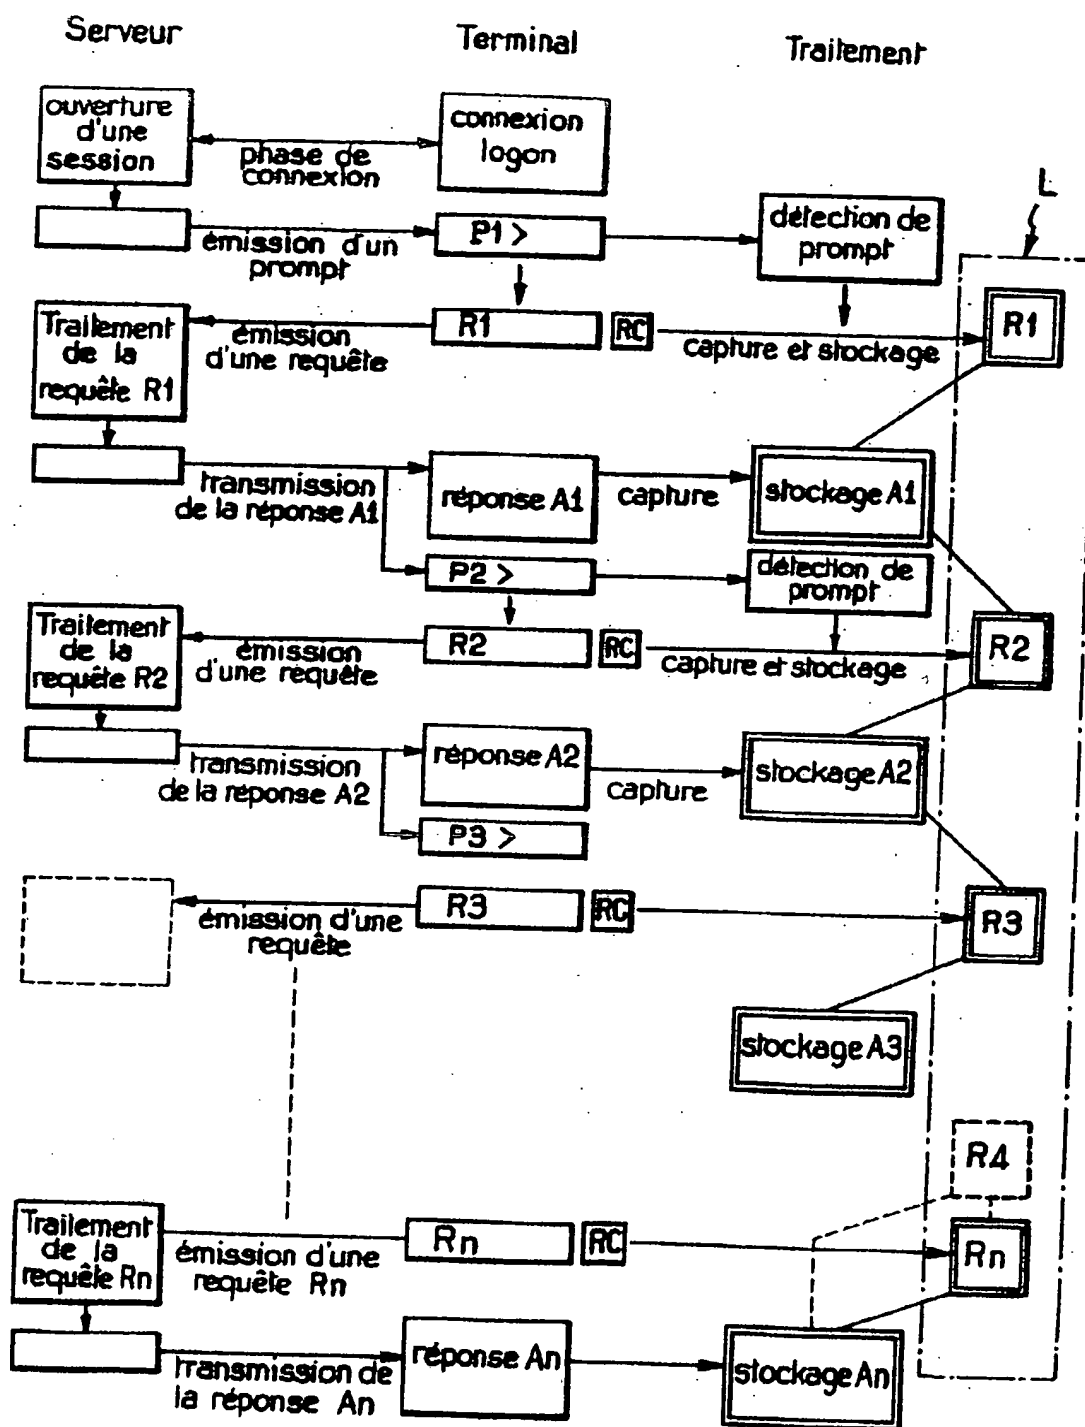 Serveur
Terminal
Traitement
ouverture
d'une
session
phase de
connexion
connexion
logon
L
émission d'un
prompt
P1 >
détection de
prompt
Traitement
de la
requête R1
émission
d'une requête
R1
RC
capture et stockage
R1
transmission
de la réponse A1
réponse A1
capture
stockage A1
P2 >
détection de
prompt
Traitement
de la
requête R2
émission
d'une requête
R2
RC
capture et stockage
R2
transmission
de la réponse A2
réponse A2
capture
stockage A2
P3 >
émission d'une
requête
R3
RC
R3
stockage A3
R4
Traitement
de la
requête Rn
émission d'une
requête Rn
Rn
RC
Rn
transmission de
la réponse An
réponse An
stockage An